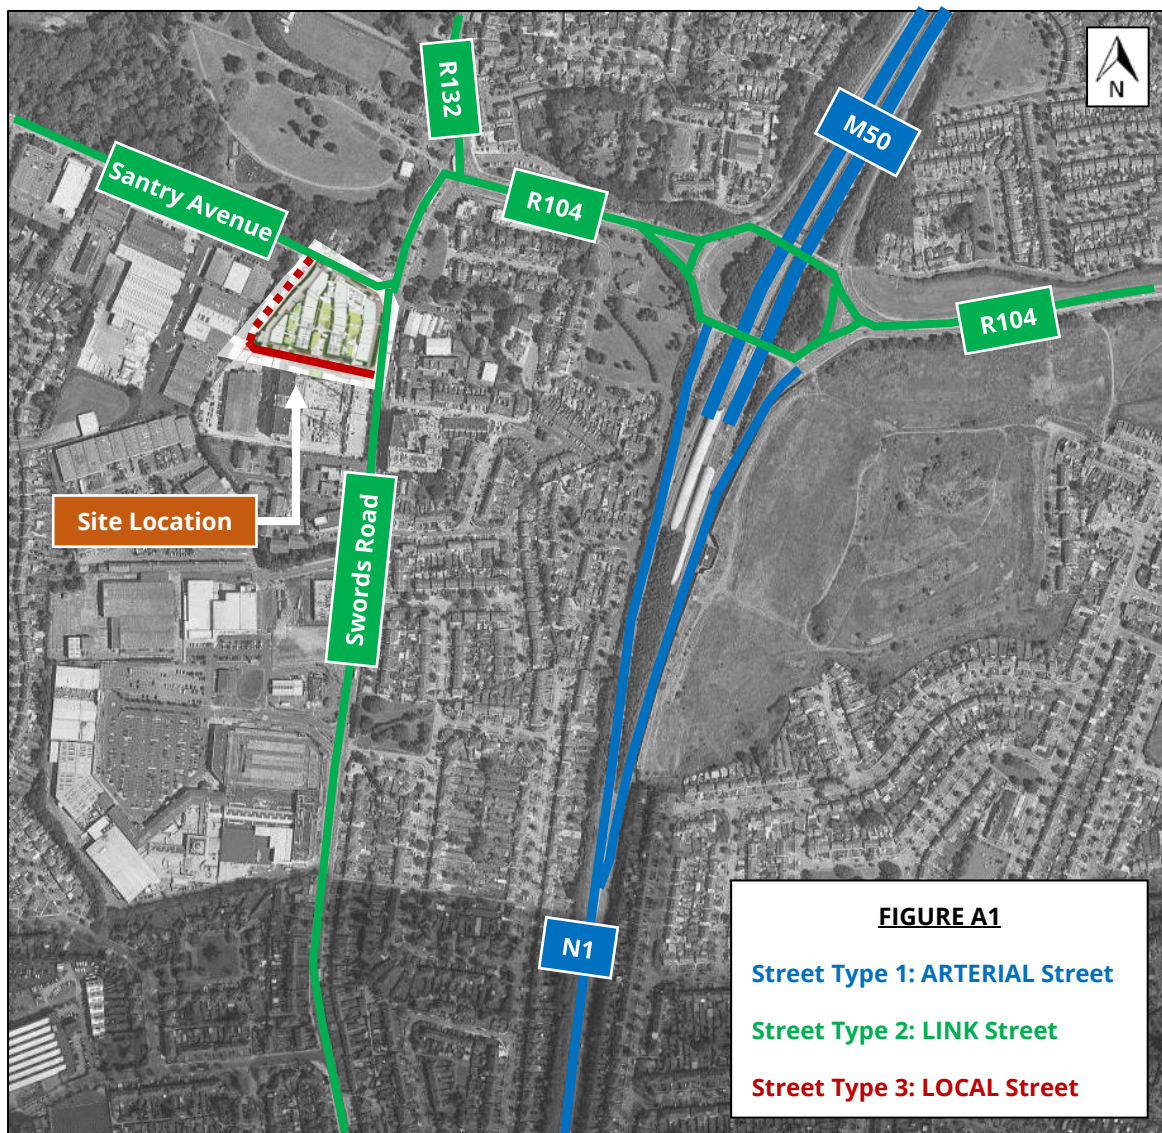 R132
N
M50
Santry Avenue
R104
R104
Site Location
Swords Road
N1
FIGURE A1
Street Type 1: ARTERIAL Street
Street Type 2: LINK Street
Street Type 3: LOCAL Street